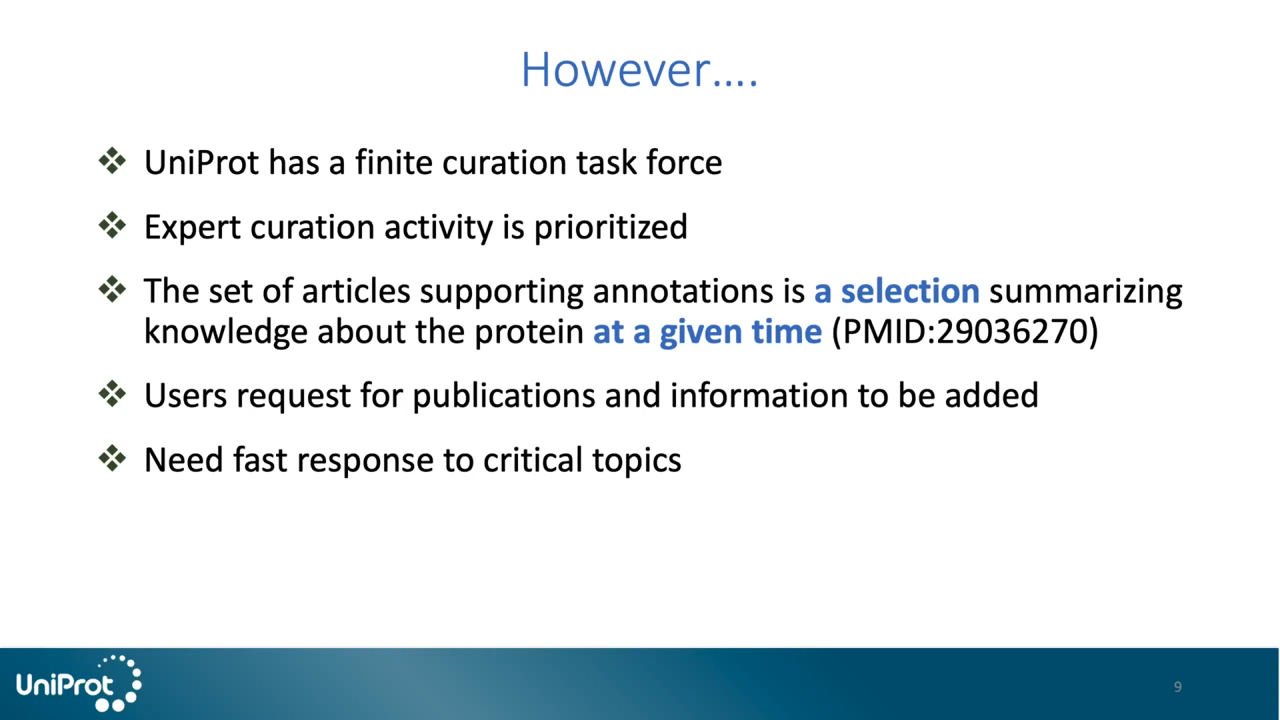 However....
❖ UniProt has a finite curation task force
❖ Expert curation activity is prioritized
❖ The set of articles supporting annotations is a selection summarizing
knowledge about the protein at a given time (PMID:29036270)
❖ Users request for publications and information to be added
❖ Need fast response to critical topics
UniProt
9